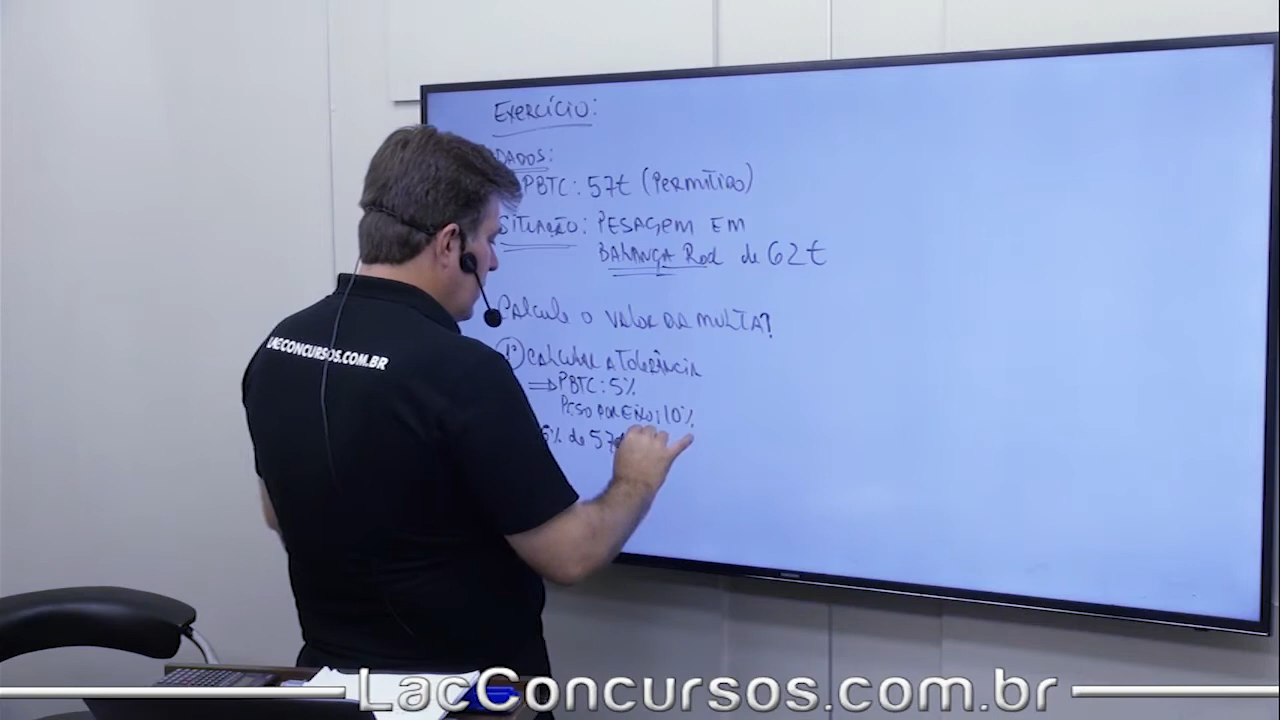 EXERCÍCIO:
DADOS:
PBTC: 57t (PERMITIDO)
SITUAÇÃO: PESAGEM EM
BALANÇA Rod de 62t
CALCULE O VALOR DA MULTA?
1º CALCULAR A TOLERÂNCIA
⇒ PBTC: 5%
PESO POR EIXO: 10%
5% de 57
LACCONCURSOS.COM.BR
SAMSUNG
LacConcursos.com.br